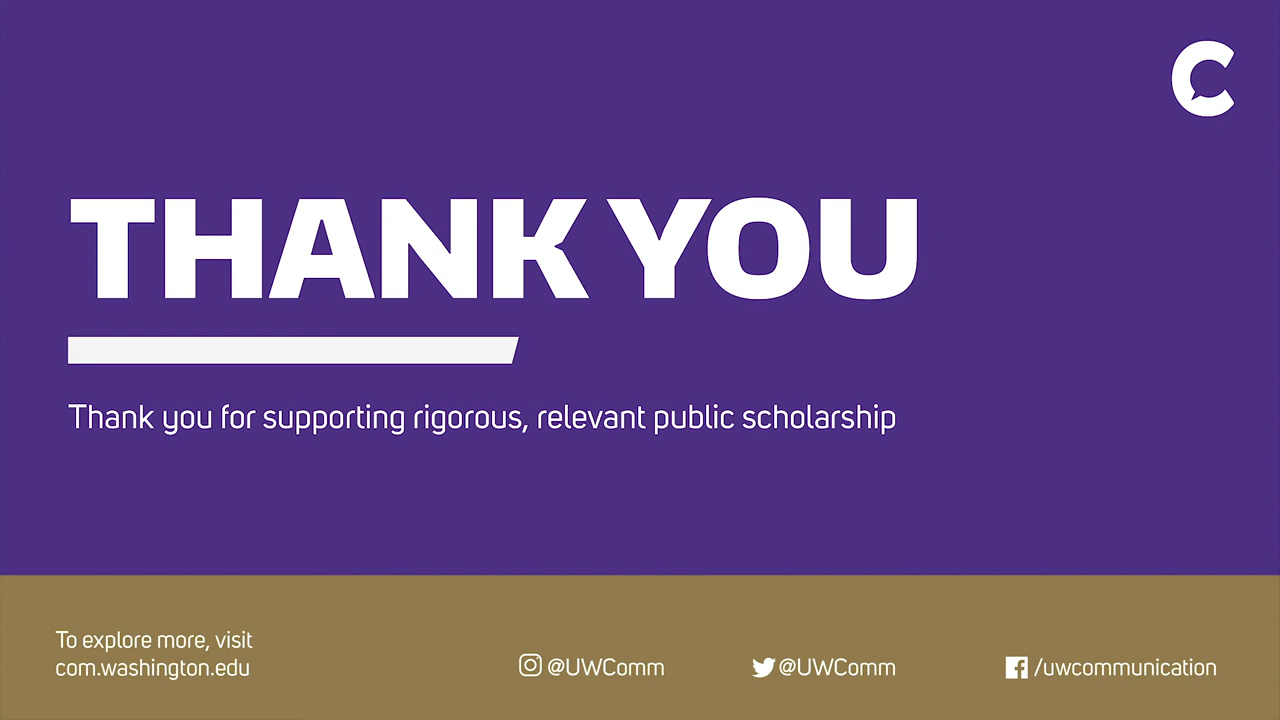 C
THANK YOU
Thank you for supporting rigorous, relevant public scholarship
To explore more, visit
com.washington.edu
@UWComm
@UWComm
/uwcommunication